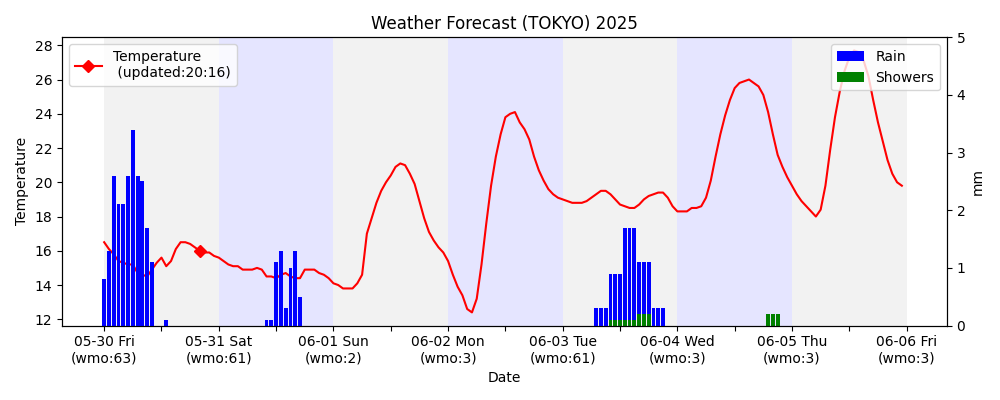 Weather Forecast (TOKYO) 2025
Temperature
(updated:20:16)
Rain
Showers
Temperature
28
26
24
22
20
18
16
14
12
5
4
3
2
1
0
mm
05-30 Fri
(wmo:63)
05-31 Sat
(wmo:61)
06-01 Sun
(wmo:2)
06-02 Mon
(wmo:3)
06-03 Tue
(wmo:61)
06-04 Wed
(wmo:3)
06-05 Thu
(wmo:3)
06-06 Fri
(wmo:3)
Date